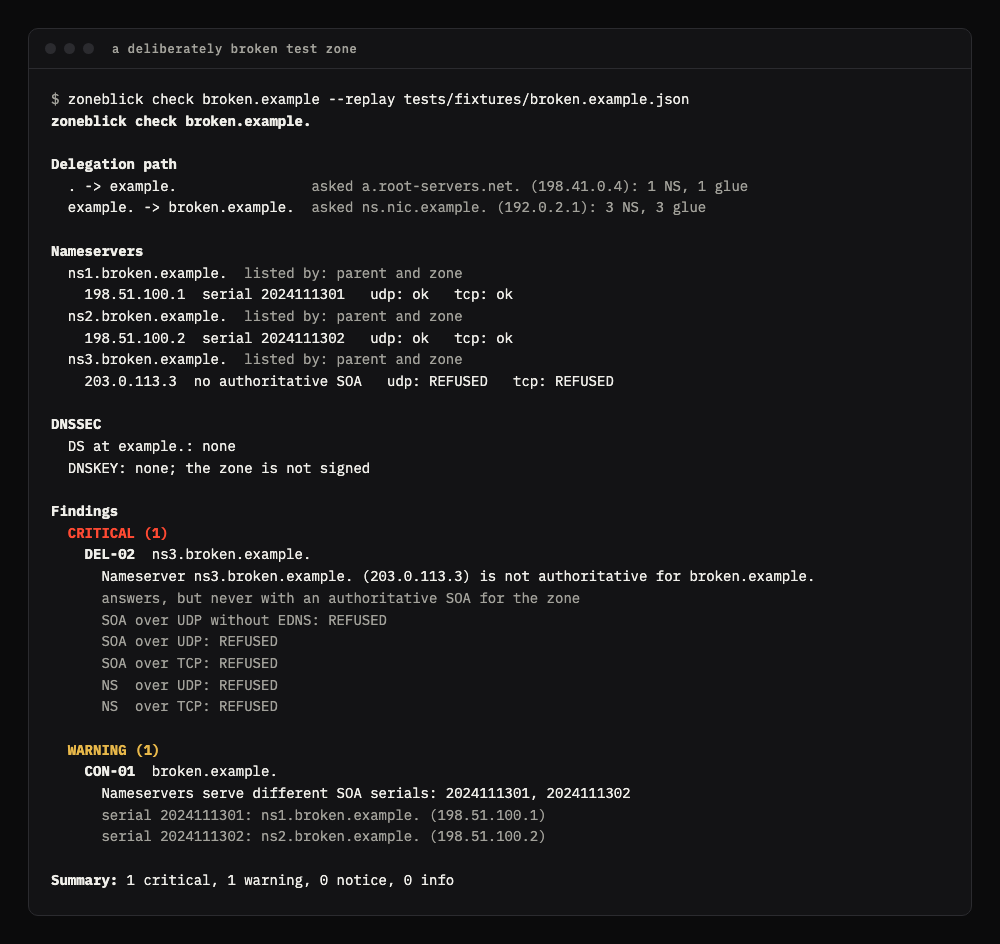 a deliberately broken test zone
$ zoneblick check broken.example --replay tests/fixtures/broken.example.json
zoneblick check broken.example.
Delegation path
. -> example. asked a.root-servers.net. (198.41.0.4): 1 NS, 1 glue
example. -> broken.example. asked ns.nic.example. (192.0.2.1): 3 NS, 3 glue
Nameservers
ns1.broken.example. listed by: parent and zone
198.51.100.1 serial 2024111301 udp: ok tcp: ok
ns2.broken.example. listed by: parent and zone
198.51.100.2 serial 2024111302 udp: ok tcp: ok
ns3.broken.example. listed by: parent and zone
203.0.113.3 no authoritative SOA udp: REFUSED tcp: REFUSED
DNSSEC
DS at example.: none
DNSKEY: none; the zone is not signed
Findings
CRITICAL (1)
DEL-02 ns3.broken.example.
Nameserver ns3.broken.example. (203.0.113.3) is not authoritative for broken.example.
answers, but never with an authoritative SOA for the zone
SOA over UDP without EDNS: REFUSED
SOA over UDP: REFUSED
SOA over TCP: REFUSED
NS over UDP: REFUSED
NS over TCP: REFUSED
WARNING (1)
CON-01 broken.example.
Nameservers serve different SOA serials: 2024111301, 2024111302
serial 2024111301: ns1.broken.example. (198.51.100.1)
serial 2024111302: ns2.broken.example. (198.51.100.2)
Summary: 1 critical, 1 warning, 0 notice, 0 info